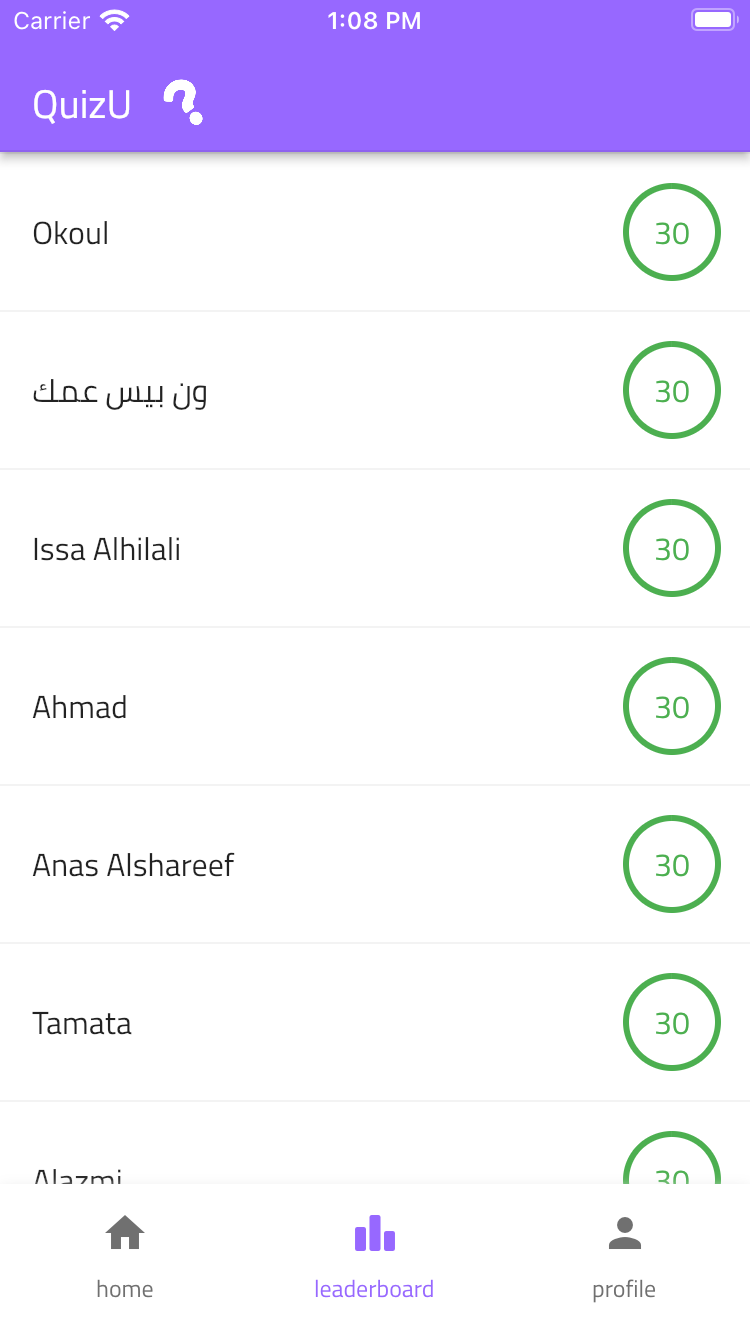 Carrier 1:08 PM
QuizU
Okoul 30
ون بيس عمك 30
Issa Alhilali 30
Ahmad 30
Anas Alshareef 30
Tamata 30
Alazmi 30
home leaderboard profile